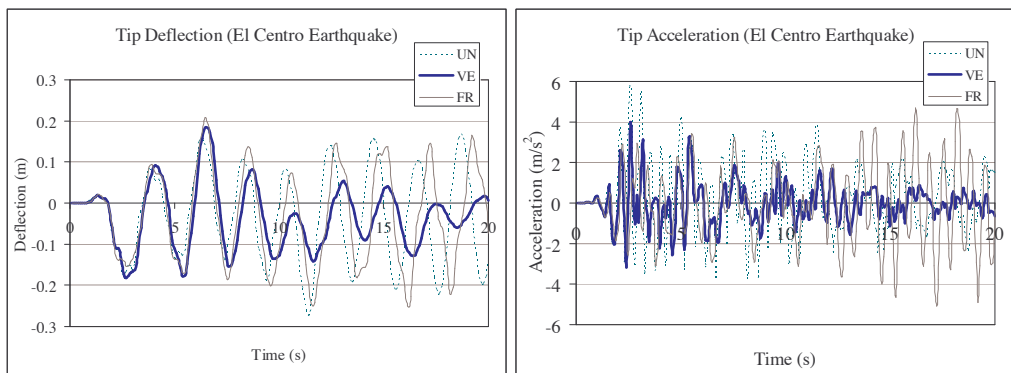 Tip Deflection (El Centro Earthquake)
UN
VE
FR
0.3
0.2
0.1
0
-0.1
-0.2
-0.3
0
5
10
15
20
Deflection (m)
Time (s)
Tip Acceleration (El Centro Earthquake)
UN
VE
FR
6
4
2
0
-2
-4
-6
0
5
10
15
20
Acceleration (m/s²)
Time (s)